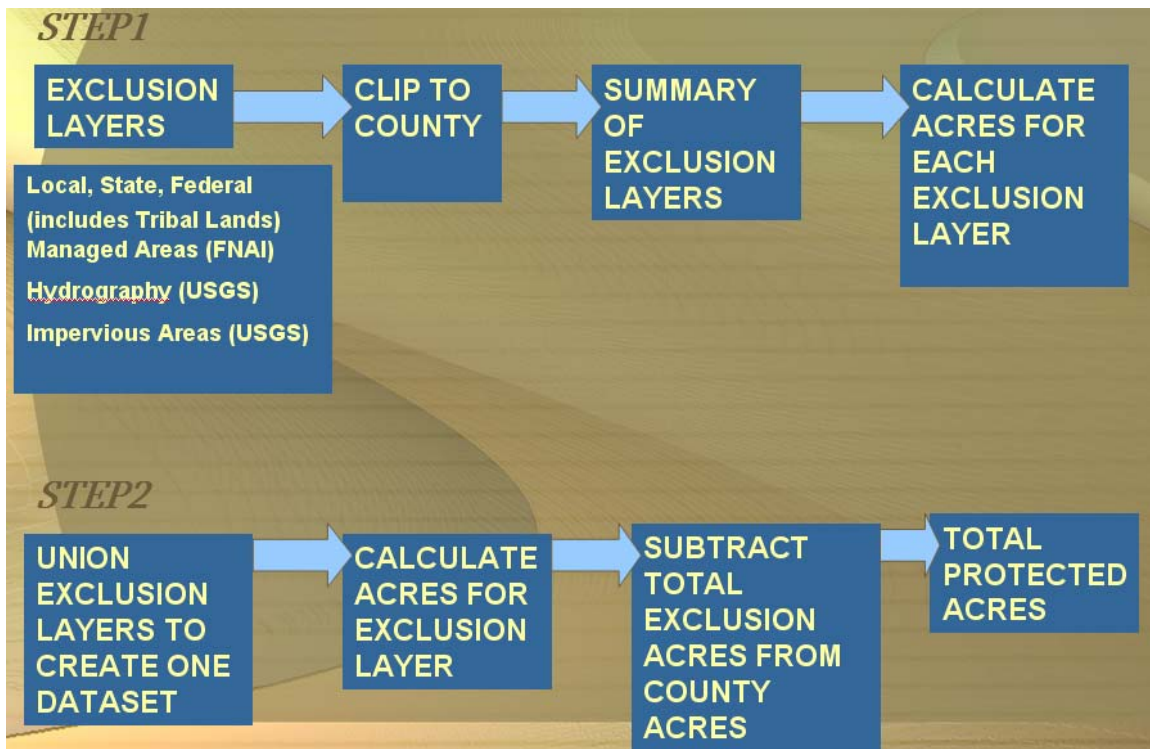 STEP1
EXCLUSION
LAYERS
CLIP TO
COUNTY
SUMMARY
OF
EXCLUSION
LAYERS
CALCULATE
ACRES FOR
EACH
EXCLUSION
LAYER
Local, State, Federal
(includes Tribal Lands)
Managed Areas (FNAI)
Hydrography (USGS)
Impervious Areas (USGS)
STEP2
UNION
EXCLUSION
LAYERS TO
CREATE ONE
DATASET
CALCULATE
ACRES FOR
EXCLUSION
LAYER
SUBTRACT
TOTAL
EXCLUSION
ACRES FROM
COUNTY
ACRES
TOTAL
PROTECTED
ACRES